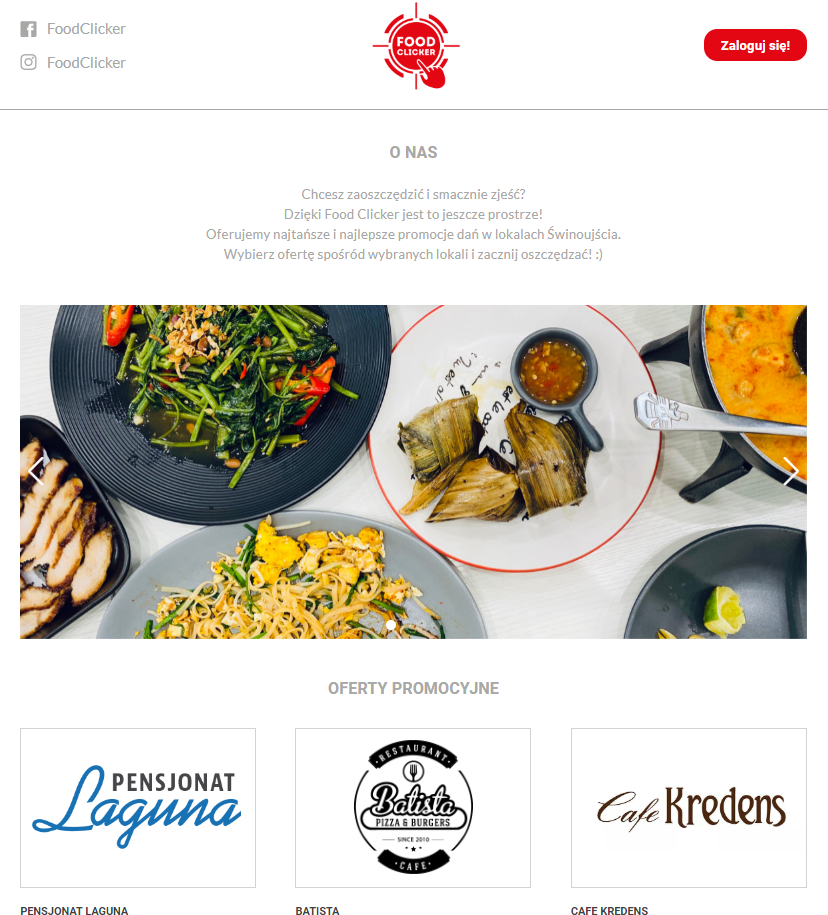 FoodClicker
FoodClicker
FOOD
CLICKER
Zaloguj się!
O NAS
Chcesz zaoszczędzić i smacznie zjeść?
Dzięki Food Clicker jest to jeszcze prostrze!
Oferujemy najtańsze i najlepsze promocje dań w lokalach Świnoujścia.
Wybierz ofertę spośród wybranych lokali i zacznij oszczędzać! :)
OFERTY PROMOCYJNE
PENSJONAT
Laguna
RESTAURANT
Batista
PIZZA & BURGERS
SINCE 2010
CAFE
Cafe Kredens
PENSJONAT LAGUNA
BATISTA
CAFE KREDENS